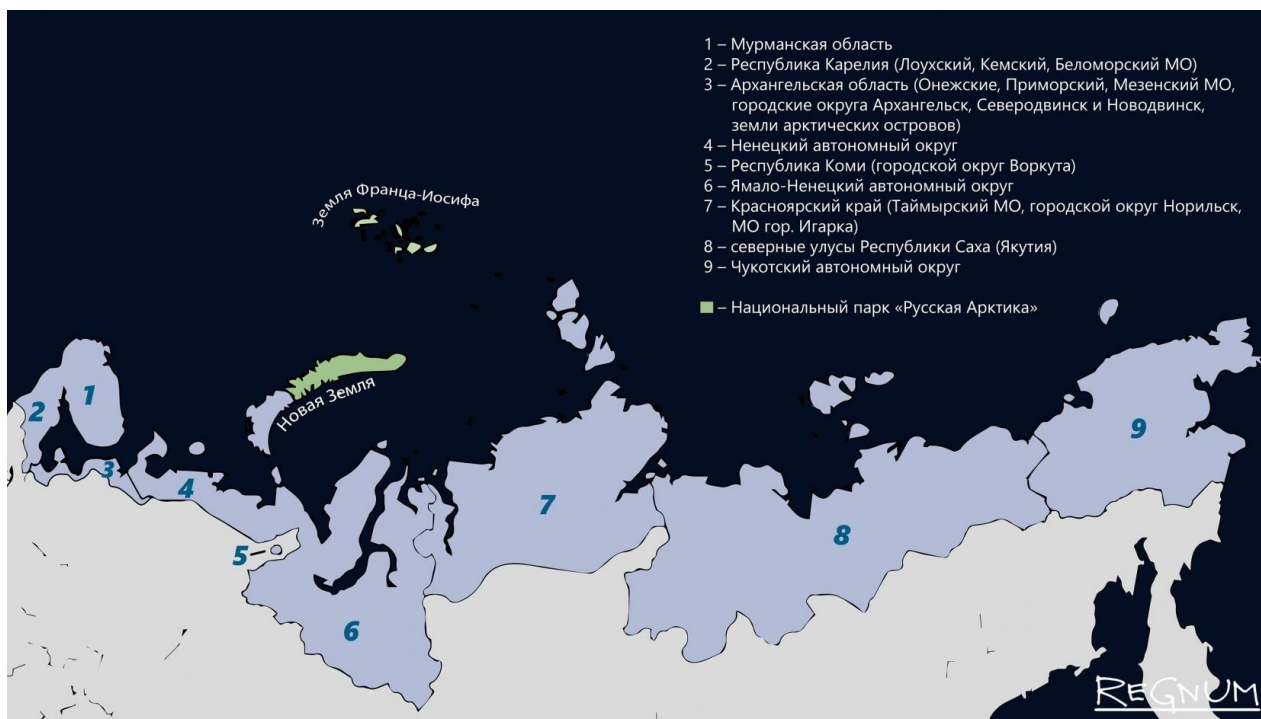 1 – Мурманская область
2 – Республика Карелия (Лоухский, Кемский, Беломорский МО)
3 – Архангельская область (Онежские, Приморский, Мезенский МО,
городские округа Архангельск, Северодвинск и Новодвинск,
земли арктических островов)
4 – Ненецкий автономный округ
5 – Республика Коми (городской округ Воркута)
6 – Ямало-Ненецкий автономный округ
7 – Красноярский край (Таймырский МО, городской округ Норильск,
МО гор. Игарка)
8 – северные улусы Республики Саха (Якутия)
9 – Чукотский автономный округ
– Национальный парк «Русская Арктика»
Земля Франца-Иосифа
Новая Земля
1
2
3
4
5
6
7
8
9
REGNUM